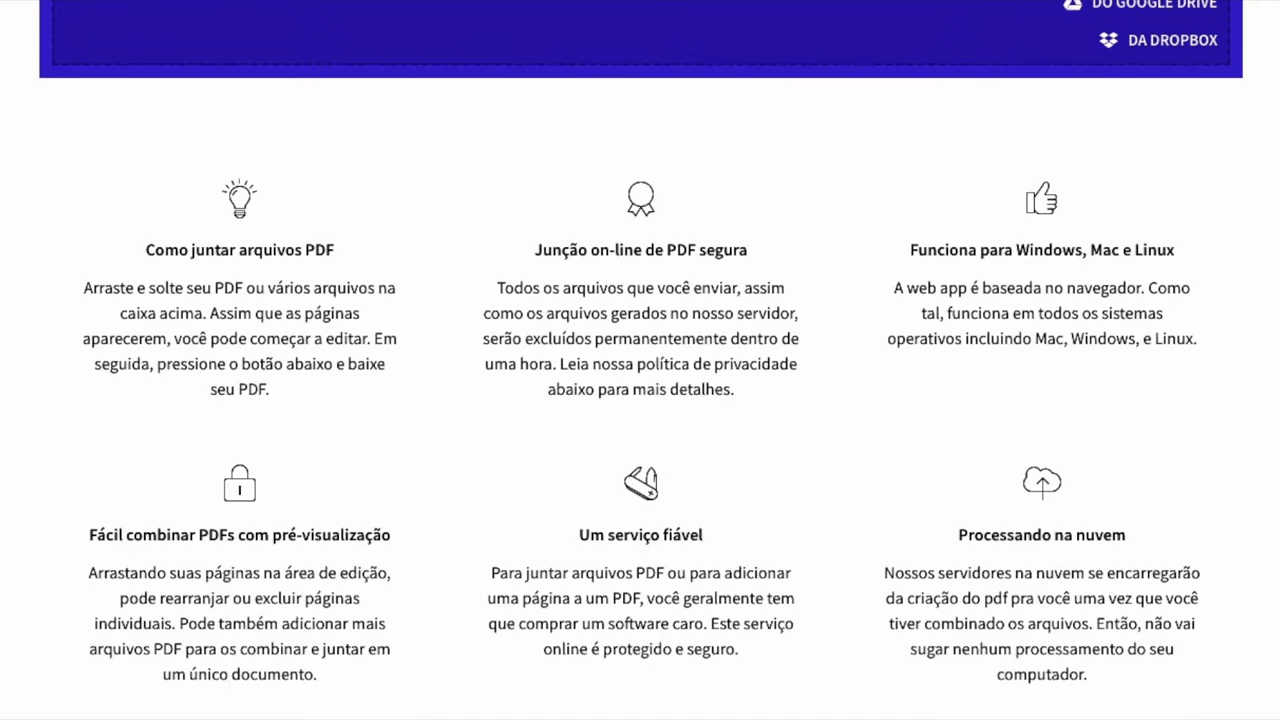 DO GOOGLE DRIVE
DA DROPBOX
Como juntar arquivos PDF
Arraste e solte seu PDF ou vários arquivos na
caixa acima. Assim que as páginas
aparecerem, você pode começar a editar. Em
seguida, pressione o botão abaixo e baixe
seu PDF.
Junção on-line de PDF segura
Todos os arquivos que você enviar, assim
como os arquivos gerados no nosso servidor,
serão excluídos permanentemente dentro de
uma hora. Leia nossa política de privacidade
abaixo para mais detalhes.
Funciona para Windows, Mac e Linux
A web app é baseada no navegador. Como
tal, funciona em todos os sistemas
operativos incluindo Mac, Windows, e Linux.
Fácil combinar PDFs com pré-visualização
Arrastando suas páginas na área de edição,
pode rearranjar ou excluir páginas
individuais. Pode também adicionar mais
arquivos PDF para os combinar e juntar em
um único documento.
Um serviço fiável
Para juntar arquivos PDF ou para adicionar
uma página a um PDF, você geralmente tem
que comprar um software caro. Este serviço
online é protegido e seguro.
Processando na nuvem
Nossos servidores na nuvem se encarregarão
da criação do pdf pra você uma vez que você
tiver combinado os arquivos. Então, não vai
sugar nenhum processamento do seu
computador.